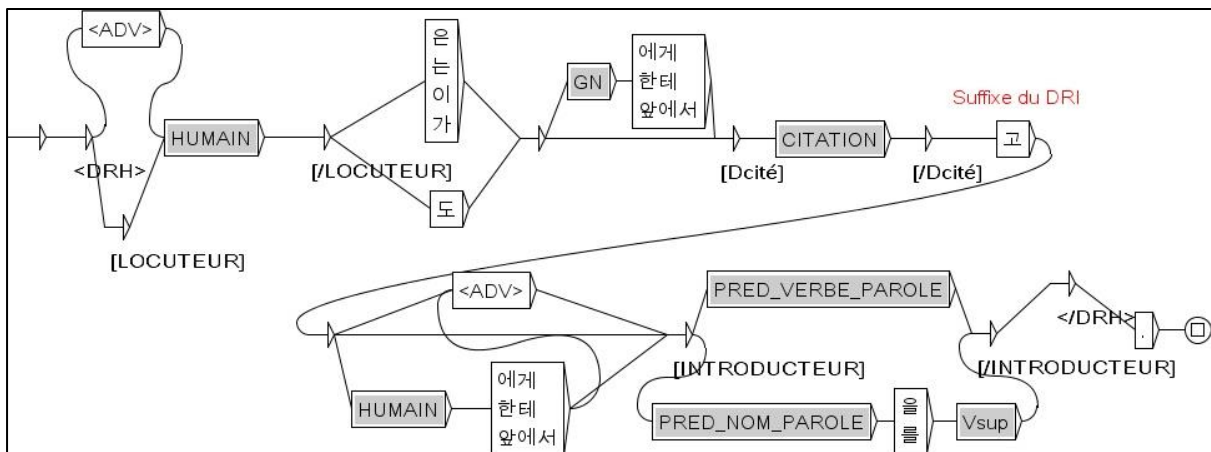 <ADV>
<DRH>
[LOCUTEUR]
HUMAIN
[/LOCUTEUR]
은
는
이
가
도
GN
에게
한테
앞에서
[Dcité]
CITATION
[/Dcité]
Suffixe du DRI
고
<ADV>
HUMAIN
에게
한테
앞에서
[INTRODUCTEUR]
PRED_VERBE_PAROLE
PRED_NOM_PAROLE
을
를
Vsup
[/INTRODUCTEUR]
</DRH>
.